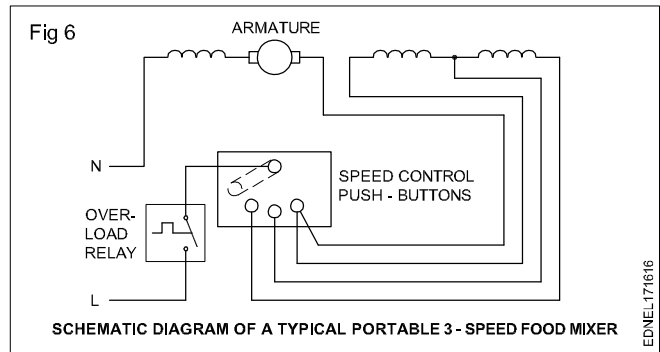 Fig 6
ARMATURE
N
SPEED CONTROL
PUSH - BUTTONS
OVER-
LOAD
RELAY
L
SCHEMATIC DIAGRAM OF A TYPICAL PORTABLE 3 - SPEED FOOD MIXER
EDNEL171616